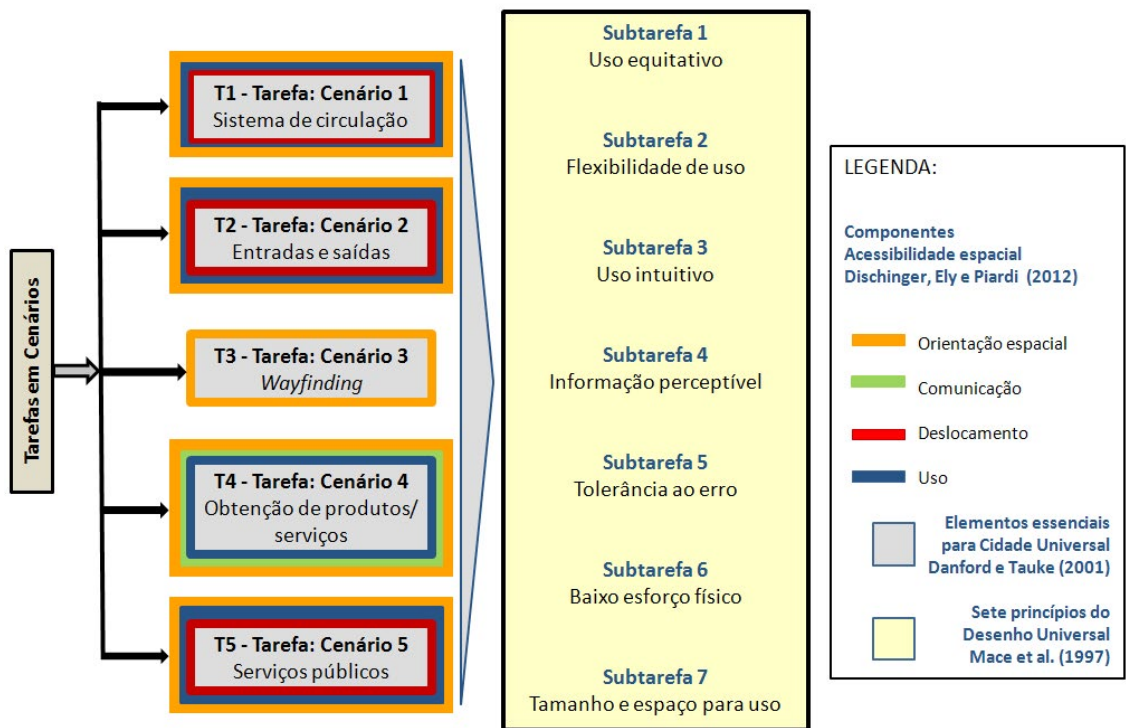 Tarefas em Cenários
T1 - Tarefa: Cenário 1
Sistema de circulação
T2 - Tarefa: Cenário 2
Entradas e saídas
T3 - Tarefa: Cenário 3
Wayfinding
T4 - Tarefa: Cenário 4
Obtenção de produtos/
serviços
T5 - Tarefa: Cenário 5
Serviços públicos
Subtarefa 1
Uso equitativo
Subtarefa 2
Flexibilidade de uso
Subtarefa 3
Uso intuitivo
Subtarefa 4
Informação perceptível
Subtarefa 5
Tolerância ao erro
Subtarefa 6
Baixo esforço físico
Subtarefa 7
Tamanho e espaço para uso
LEGENDA:
Componentes
Acessibilidade espacial
Dischinger, Ely e Piardi (2012)
Orientação espacial
Comunicação
Deslocamento
Uso
Elementos essenciais
para Cidade Universal
Danford e Tauke (2001)
Sete princípios do
Desenho Universal
Mace et al. (1997)